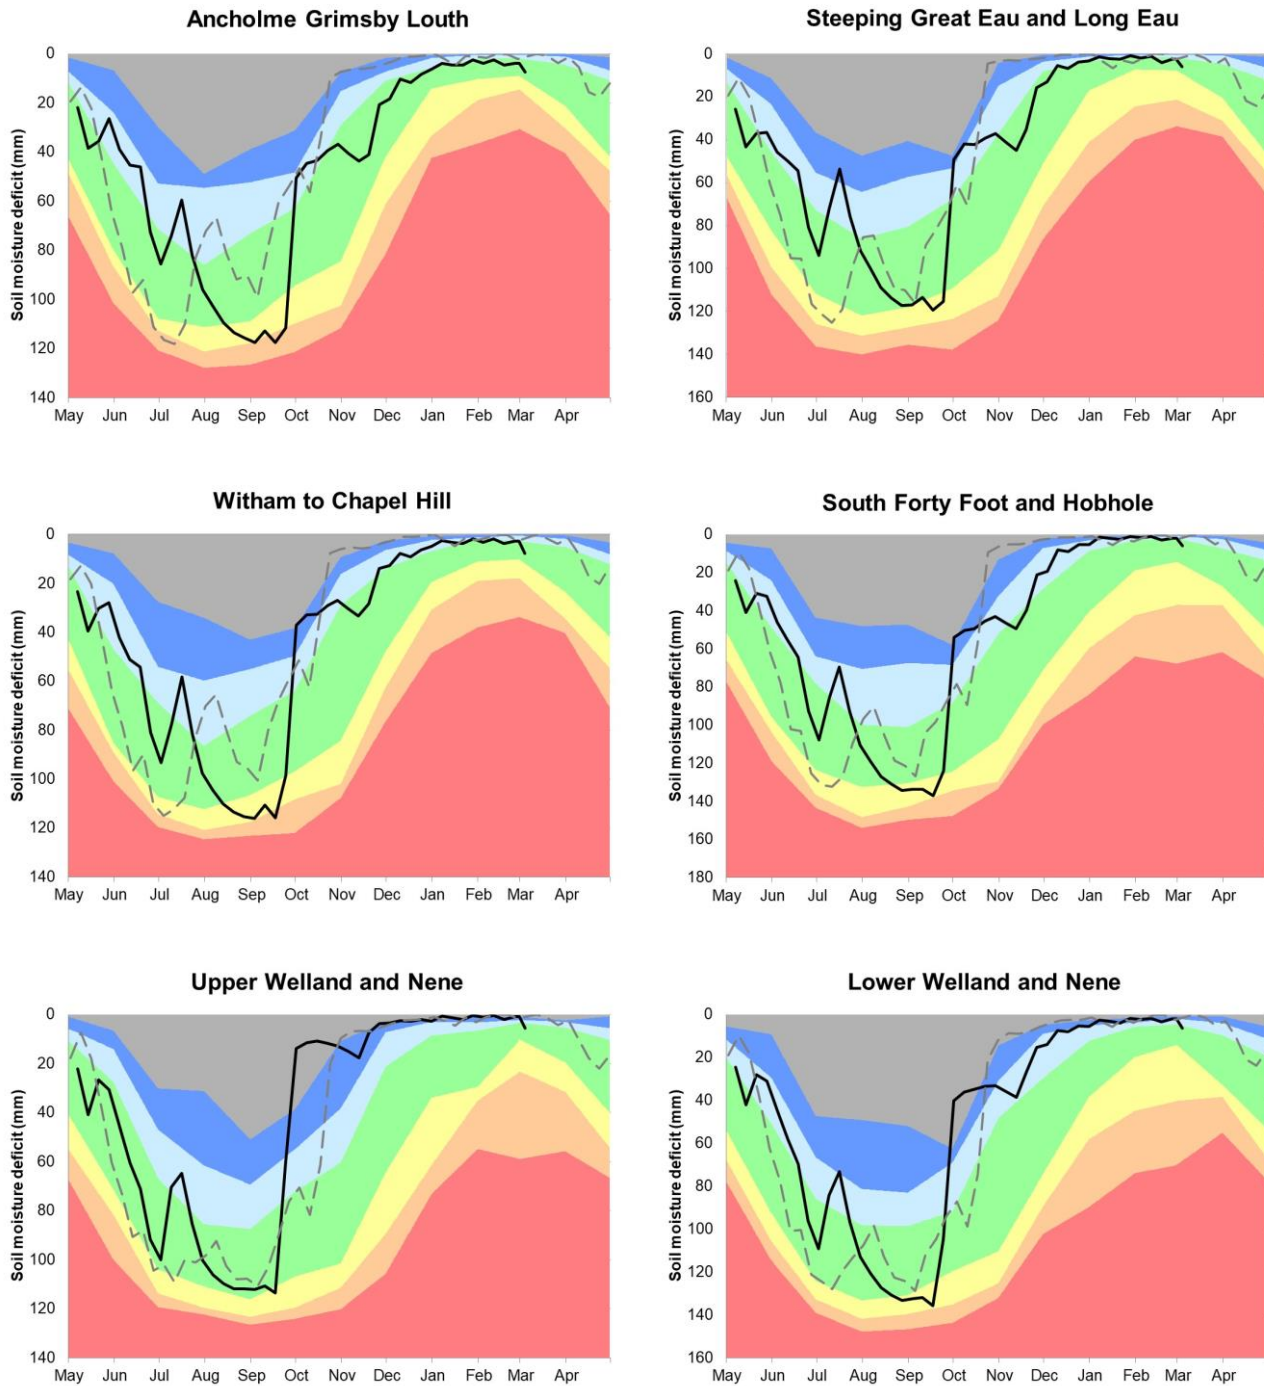 Ancholme Grimsby Louth
Soil moisture deficit (mm)
0
20
40
60
80
100
120
140
May Jun Jul Aug Sep Oct Nov Dec Jan Feb Mar Apr
Steeping Great Eau and Long Eau
Soil moisture deficit (mm)
0
20
40
60
80
100
120
140
160
May Jun Jul Aug Sep Oct Nov Dec Jan Feb Mar Apr
Witham to Chapel Hill
Soil moisture deficit (mm)
0
20
40
60
80
100
120
140
May Jun Jul Aug Sep Oct Nov Dec Jan Feb Mar Apr
South Forty Foot and Hobhole
Soil moisture deficit (mm)
0
20
40
60
80
100
120
140
160
180
May Jun Jul Aug Sep Oct Nov Dec Jan Feb Mar Apr
Upper Welland and Nene
Soil moisture deficit (mm)
0
20
40
60
80
100
120
140
May Jun Jul Aug Sep Oct Nov Dec Jan Feb Mar Apr
Lower Welland and Nene
Soil moisture deficit (mm)
0
20
40
60
80
100
120
140
160
May Jun Jul Aug Sep Oct Nov Dec Jan Feb Mar Apr